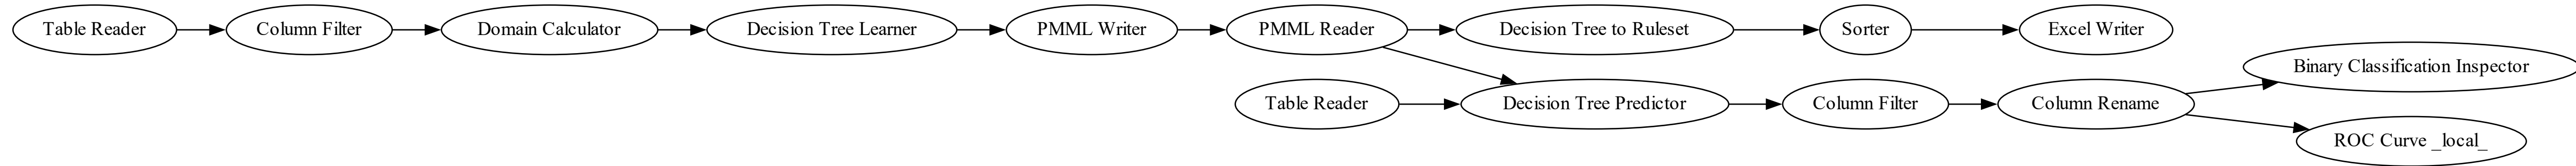 Table Reader
Column Filter
Domain Calculator
Decision Tree Learner
PMML Writer
PMML Reader
Decision Tree to Ruleset
Sorter
Excel Writer
Table Reader
Decision Tree Predictor
Column Filter
Column Rename
Binary Classification Inspector
ROC Curve _local_